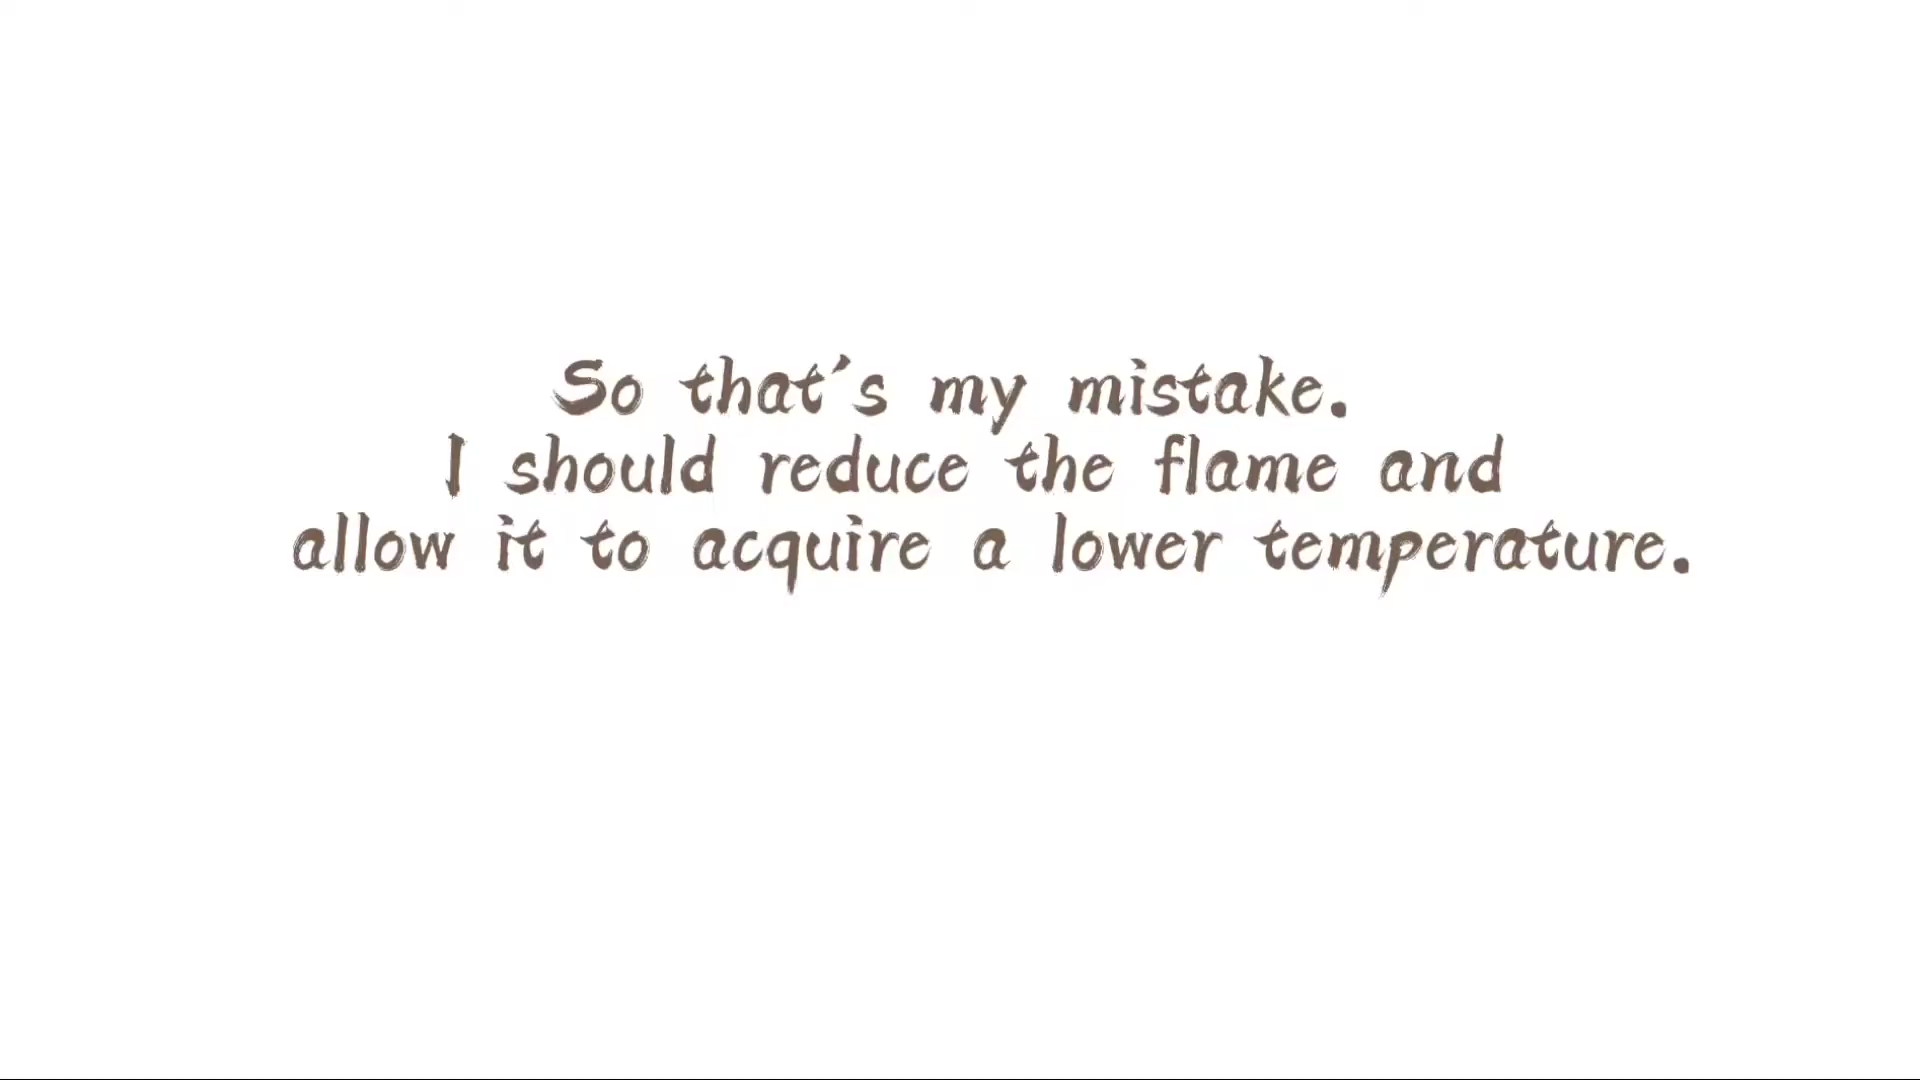 So that's my mistake.
I should reduce the flame and
allow it to acquire a lower temperature.